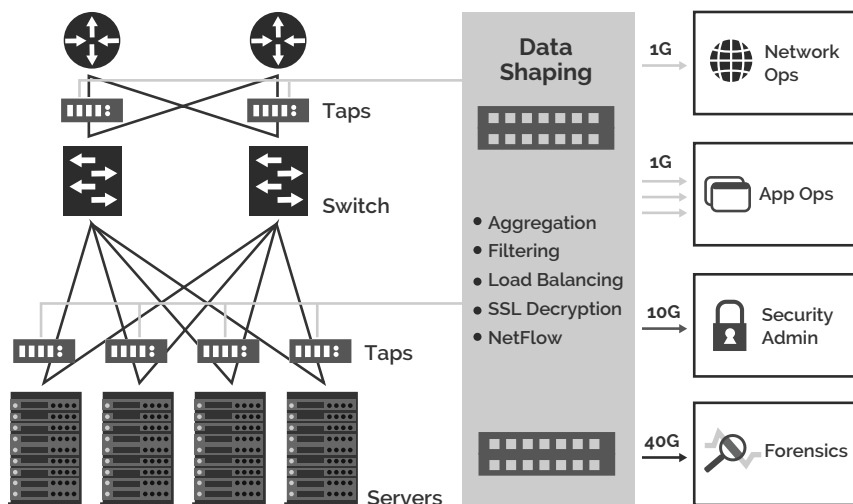 Taps
Switch
Taps
Servers
Data
Shaping
• Aggregation
• Filtering
• Load Balancing
• SSL Decryption
• NetFlow
1G
Network
Ops
1G
App Ops
10G
Security
Admin
40G
Forensics